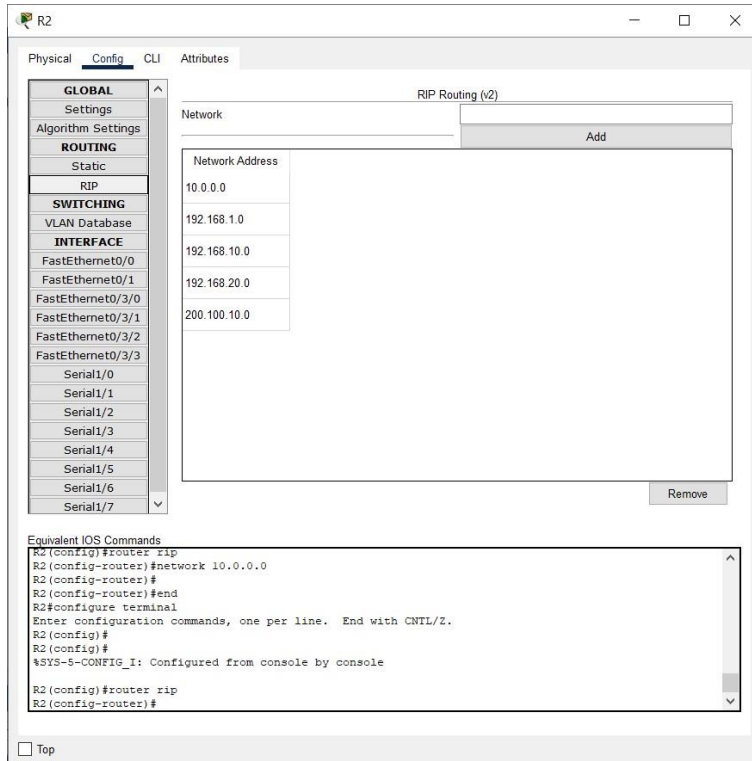 R2
Physical Config CLI Attributes
GLOBAL
Settings
Algorithm Settings
ROUTING
Static
RIP
SWITCHING
VLAN Database
INTERFACE
FastEthernet0/0
FastEthernet0/1
FastEthernet0/3/0
FastEthernet0/3/1
FastEthernet0/3/2
FastEthernet0/3/3
Serial1/0
Serial1/1
Serial1/2
Serial1/3
Serial1/4
Serial1/5
Serial1/6
Serial1/7
RIP Routing (v2)
Network
Add
Network Address
10.0.0.0
192.168.1.0
192.168.10.0
192.168.20.0
200.100.10.0
Remove
Equivalent IOS Commands
R2(config)#router rip
R2(config-router)#network 10.0.0.0
R2(config-router)#
R2(config-router)#end
R2#configure terminal
Enter configuration commands, one per line. End with CNTL/Z.
R2(config)#
R2(config)#
%SYS-5-CONFIG_I: Configured from console by console
R2(config)#router rip
R2(config-router)#
Top